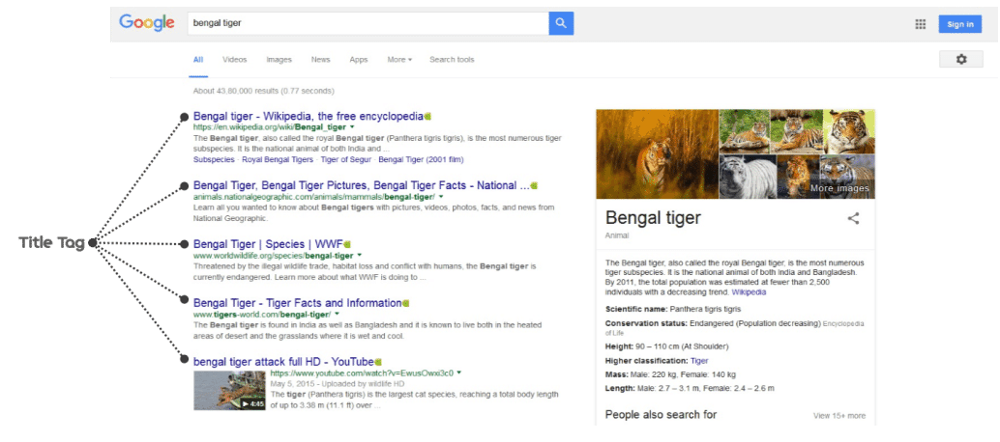 Google
bengal tiger
Sign in
All Videos Images News Apps More Search tools
About 43,80,000 results (0.77 seconds)
Title Tag
Bengal tiger - Wikipedia, the free encyclopedia
https://en.wikipedia.org/wiki/Bengal_tiger
The Bengal tiger, also called the royal Bengal tiger (Panthera tigris tigris), is the most numerous tiger
subspecies. It is the national animal of both India and ...
Subspecies · Royal Bengal Tigers · Tiger of Segur · Bengal Tiger (2001 film)
Bengal Tiger, Bengal Tiger Pictures, Bengal Tiger Facts - National ...
animals.nationalgeographic.com/animals/mammals/bengal-tiger/
Learn all you wanted to know about Bengal tigers with pictures, videos, photos, facts, and news from
National Geographic.
Bengal Tiger | Species | WWF
www.worldwildlife.org/species/bengal-tiger
Threatened by the illegal wildlife trade, habitat loss and conflict with humans, the Bengal tiger is
currently endangered. Learn more about what WWF is doing to ...
Bengal Tiger - Tiger Facts and Information
www.tigers-world.com/bengal-tiger/
The Bengal tiger is found in India as well as Bangladesh and it is known to live both in the heated
areas of desert and the grasslands where it is wet and cool.
bengal tiger attack full HD - YouTube
https://www.youtube.com/watch?v=EwusOwxi3c0
May 5, 2015 - Uploaded by wildlife HD
The tiger (Panthera tigris) is the largest cat species, reaching a total body length
of up to 3.38 m (11.1 ft) over ...
4:45
More images
Bengal tiger
Animal
The Bengal tiger, also called the royal Bengal tiger, is the most numerous
tiger subspecies. It is the national animal of both India and Bangladesh.
By 2011, the total population was estimated at fewer than 2,500
individuals with a decreasing trend. Wikipedia
Scientific name: Panthera tigris tigris
Conservation status: Endangered (Population decreasing) Encyclopedia
of Life
Height: 90 – 110 cm (At Shoulder)
Higher classification: Tiger
Mass: Male: 220 kg, Female: 140 kg
Length: Male: 2.7 – 3.1 m, Female: 2.4 – 2.6 m
People also search for
View 15+ more